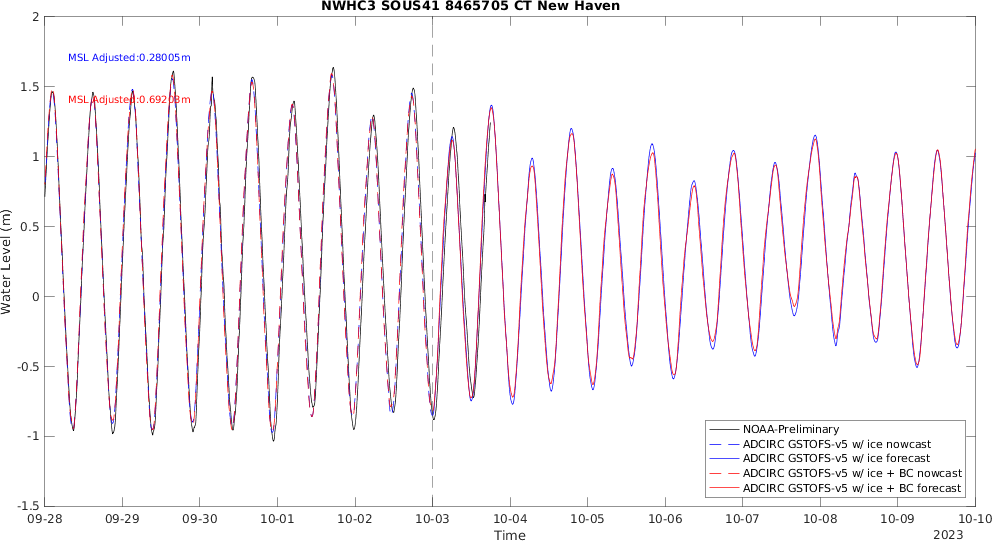 NWHC3 SOUS41 8465705 CT New Haven
MSL Adjusted:0.28005m
MSL Adjusted:0.69203m
Water Level (m)
2
1.5
1
0.5
0
-0.5
-1
-1.5
NOAA-Preliminary
ADCIRC GSTOFS-v5 w/ ice nowcast
ADCIRC GSTOFS-v5 w/ ice forecast
ADCIRC GSTOFS-v5 w/ ice + BC nowcast
ADCIRC GSTOFS-v5 w/ ice + BC forecast
09-28 09-29 09-30 10-01 10-02 10-03 10-04 10-05 10-06 10-07 10-08 10-09 10-10
Time
2023